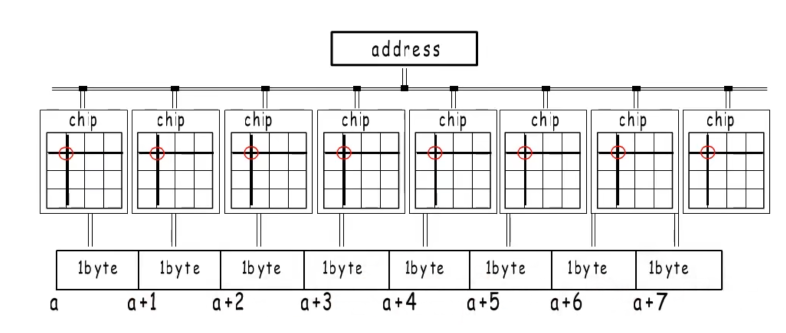 address
chip chip chip chip chip chip chip chip
1byte 1byte 1byte 1byte 1byte 1byte 1byte 1byte
a a+1 a+2 a+3 a+4 a+5 a+6 a+7